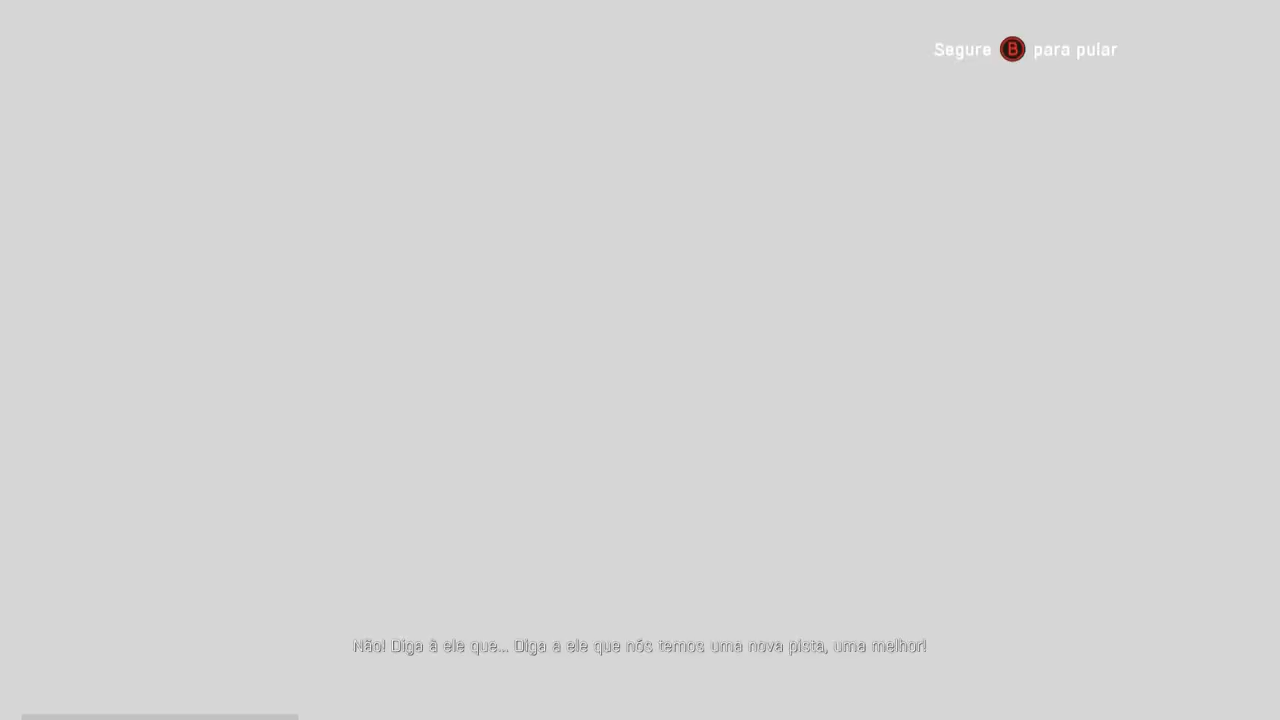 Segure B para pular
Não! Diga à ele que... Diga a ele que nós temos uma nova pista, uma melhor!